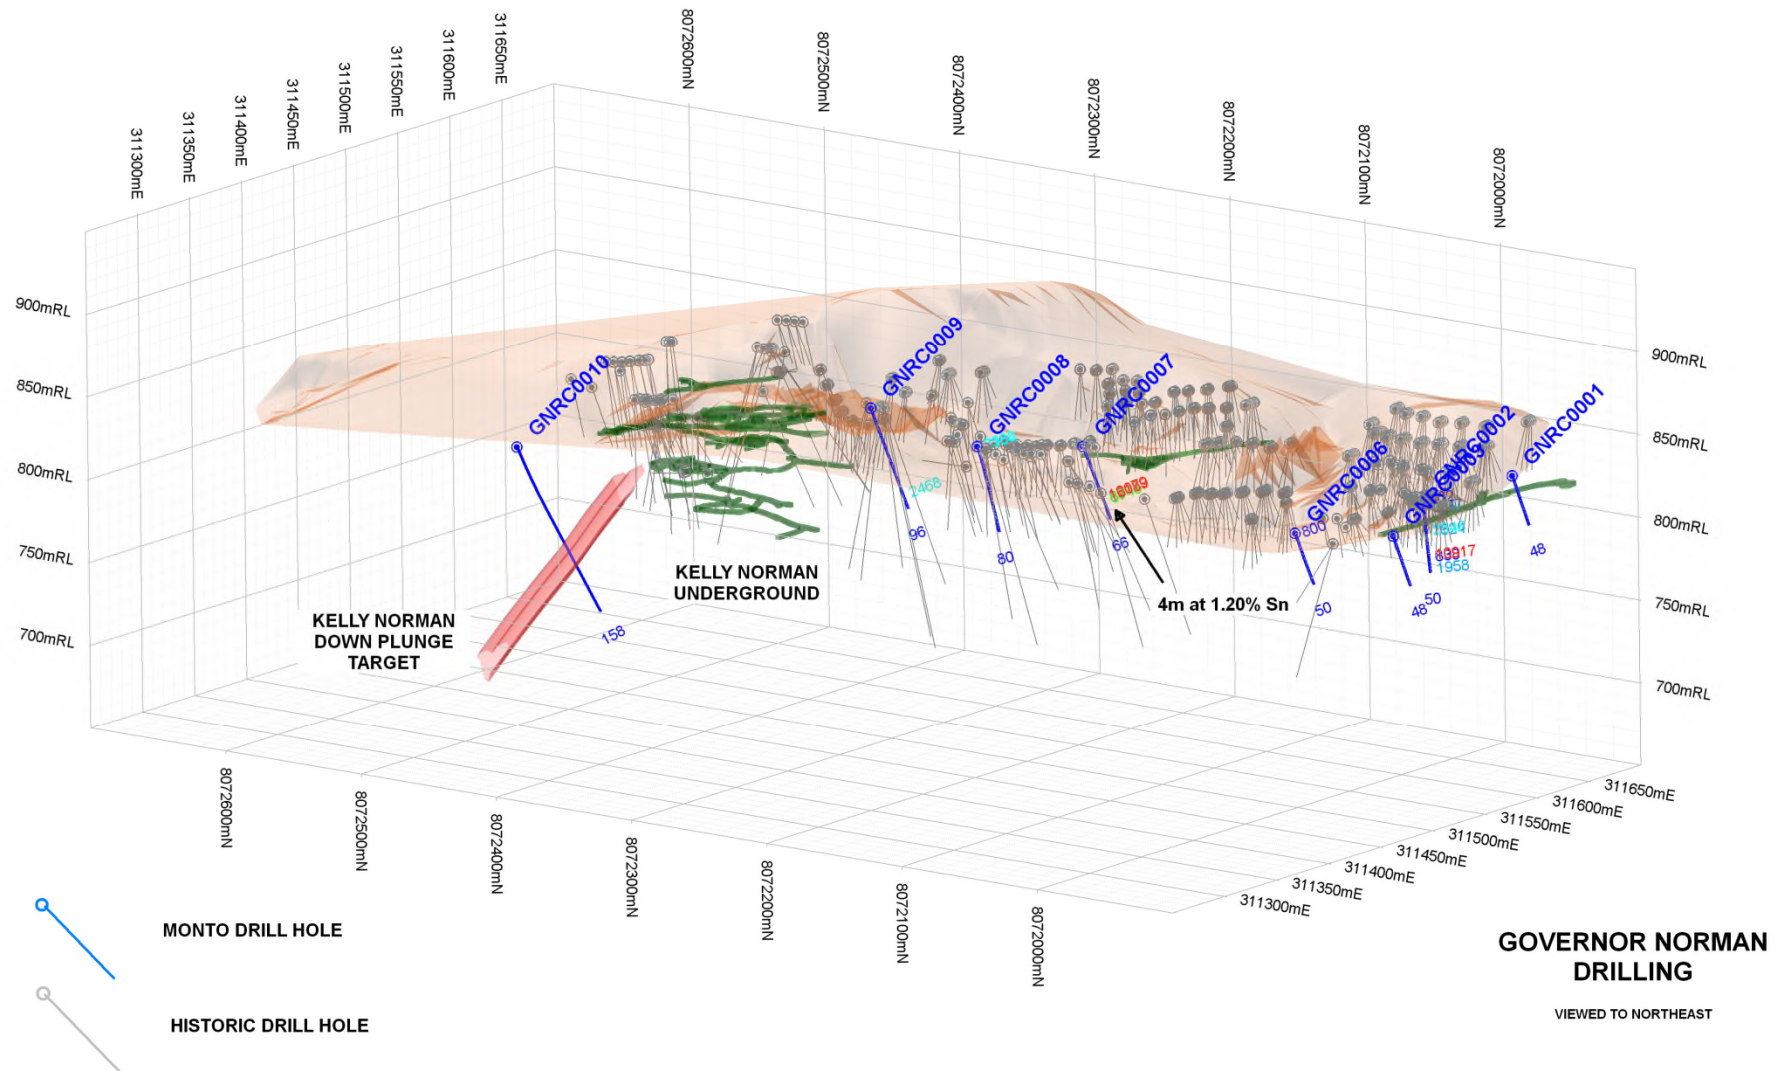 311300mE
311350mE
311400mE
311450mE
311500mE
311550mE
311600mE
311650mE
8072600mN
8072500mN
8072400mN
8072300mN
8072200mN
8072100mN
8072000mN
900mRL
850mRL
800mRL
750mRL
700mRL
900mRL
850mRL
800mRL
750mRL
700mRL
GNRC0010
GNRC0009
GNRC0008
GNRC0007
GNRC0006
GNRC0002
GNRC0001
2468
800
1958
158
96
80
66
50
48
50
48
4m at 1.20% Sn
KELLY NORMAN
UNDERGROUND
KELLY NORMAN
DOWN PLUNGE
TARGET
8072600mN
8072500mN
8072400mN
8072300mN
8072200mN
8072100mN
8072000mN
311650mE
311600mE
311550mE
311500mE
311450mE
311400mE
311350mE
311300mE
MONTO DRILL HOLE
HISTORIC DRILL HOLE
GOVERNOR NORMAN
DRILLING
VIEWED TO NORTHEAST